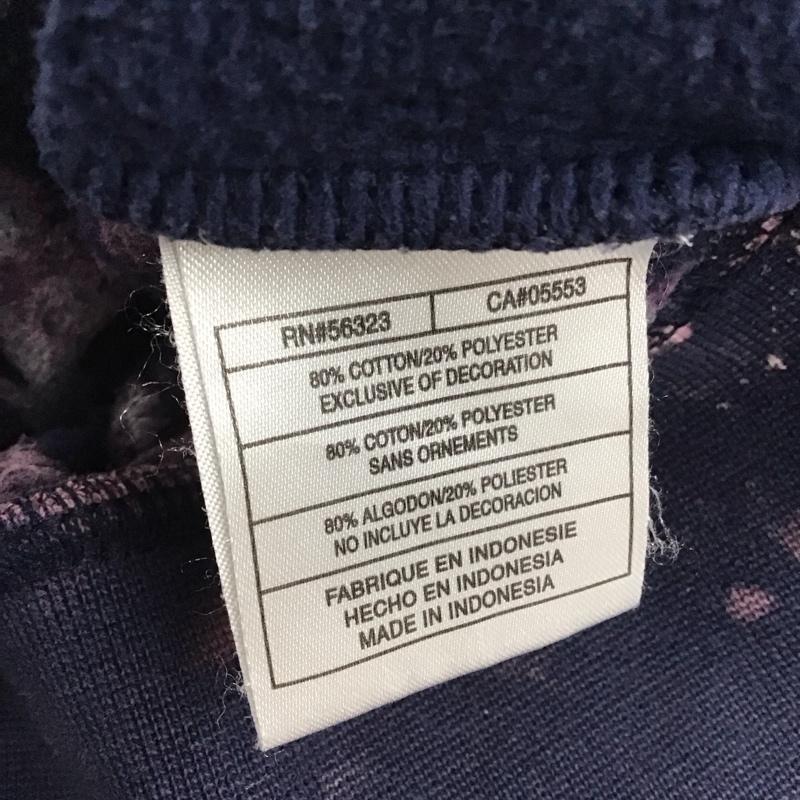 RN#56323 CA#05553
80% COTTON/20% POLYESTER
EXCLUSIVE OF DECORATION
80% COTON/20% POLYESTER
SANS ORNEMENTS
80% ALGODON/20% POLIESTER
NO INCLUYE LA DECORACION
FABRIQUE EN INDONESIE
HECHO EN INDONESIA
MADE IN INDONESIA